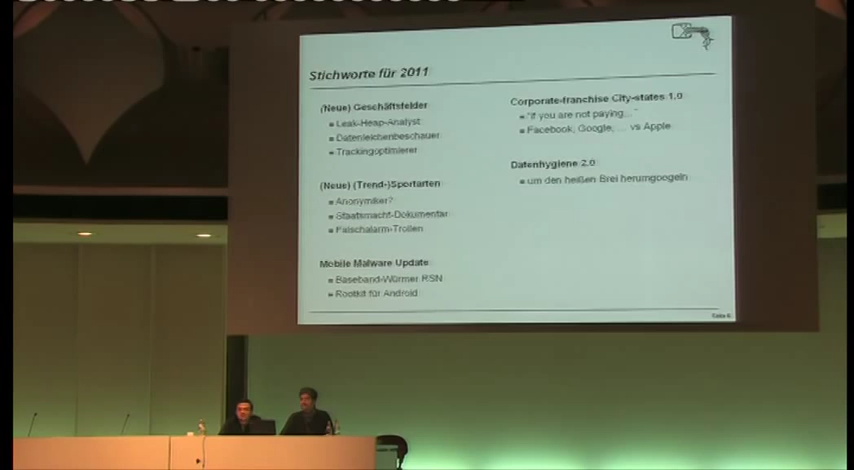 Stichworte für 2011
(Neue) Geschäftsfelder
Leak-Heap-Analyst
Datenleichenbeschauer
Trackingoptimierer
(Neue) (Trend-)Sportarten
Anonymiker?
Staatsmacht-Dokumentar
Falschalarm-Trollen
Mobile Malware Update
Baseband-Würmer RSN
Rootkit für Android
Corporate-franchise City-states 1.0
"If you are not paying..."
Facebook, Google, ... vs Apple
Datenhygiene 2.0
um den heißen Brei herumgoogeln